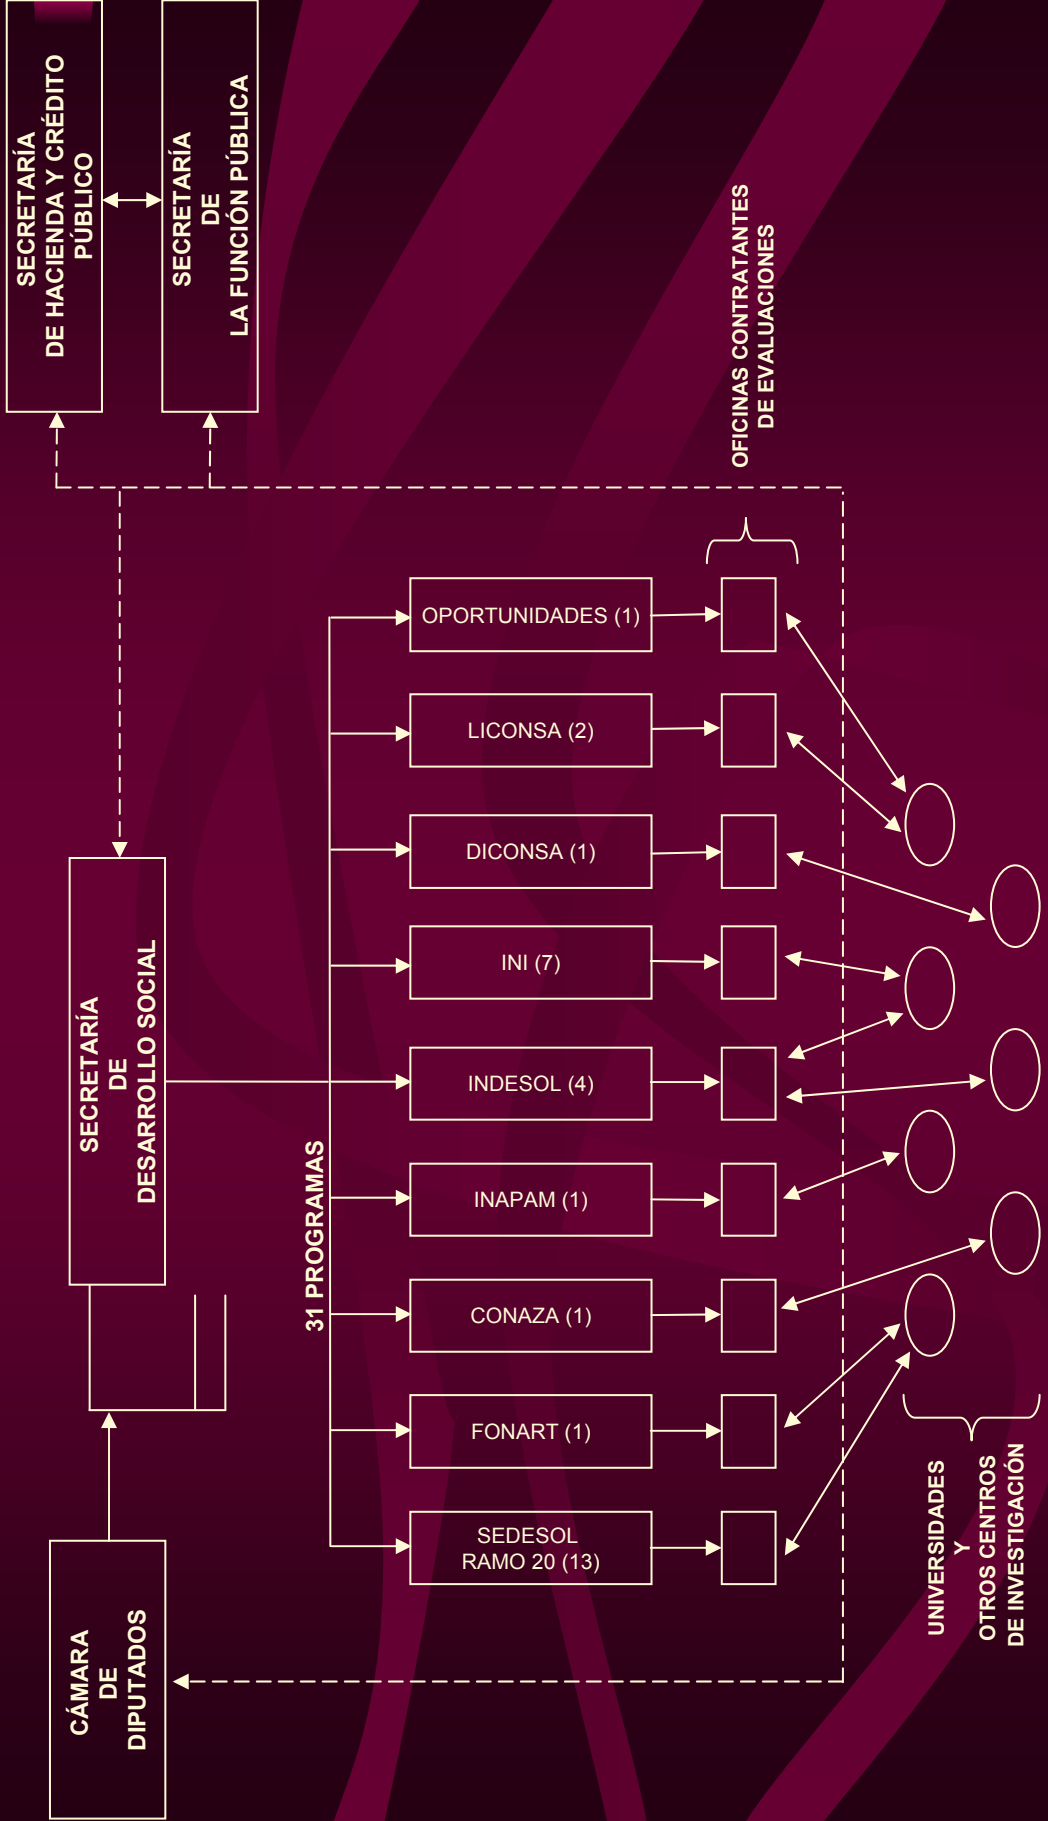 SECRETARÍA
DE HACIENDA Y CRÉDITO
PÚBLICO
SECRETARÍA
DE
LA FUNCIÓN PÚBLICA
OFICINAS CONTRATANTES
DE EVALUACIONES
SECRETARÍA
DE
DESARROLLO SOCIAL
31 PROGRAMAS
OPORTUNIDADES (1)
LICONSA (2)
DICONSA (1)
INI (7)
INDESOL (4)
INAPAM (1)
CONAZA (1)
FONART (1)
SEDESOL
RAMO 20 (13)
CÁMARA
DE
DIPUTADOS
UNIVERSIDADES
Y
OTROS CENTROS
DE INVESTIGACIÓN